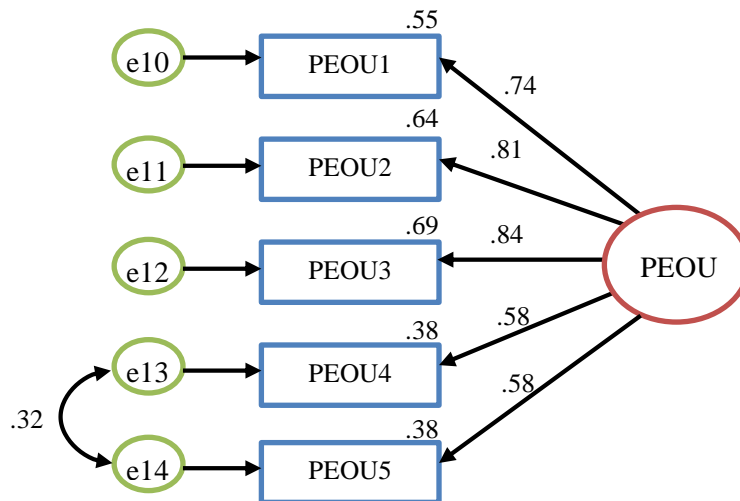 .55
e10
PEOU1
.74
.64
e11
PEOU2
.81
.69
e12
PEOU3
.84
PEOU
.38
e13
PEOU4
.58
.32
.38
e14
PEOU5
.58